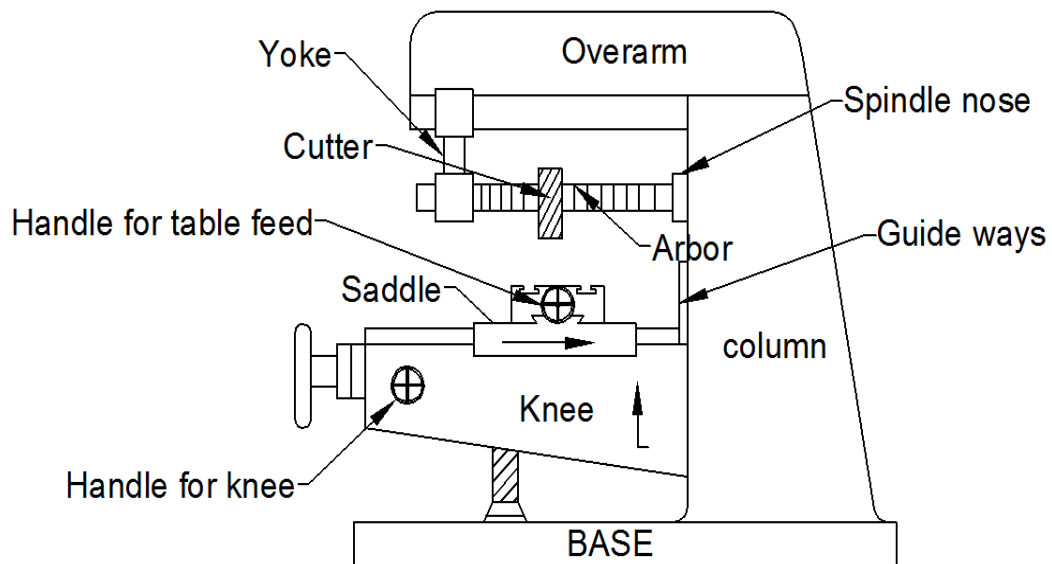 Overarm
Yoke
Spindle nose
Cutter
Handle for table feed
Arbor
Guide ways
Saddle
column
Knee
Handle for knee
BASE